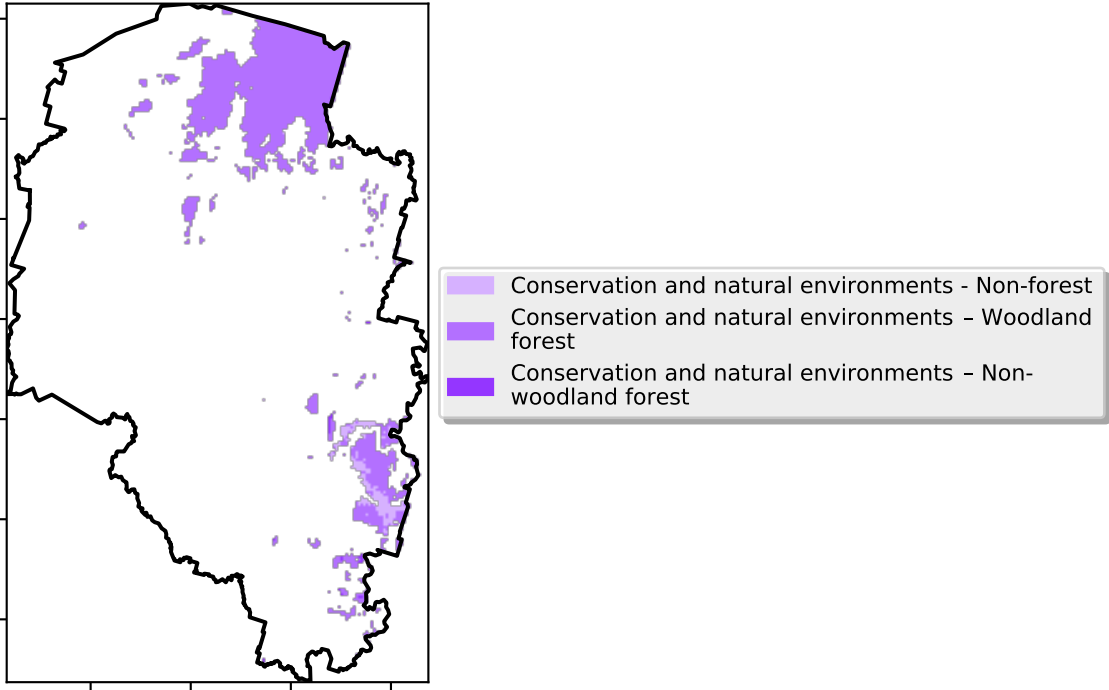 Conservation and natural environments - Non-forest
Conservation and natural environments – Woodland
forest
Conservation and natural environments – Non-
woodland forest